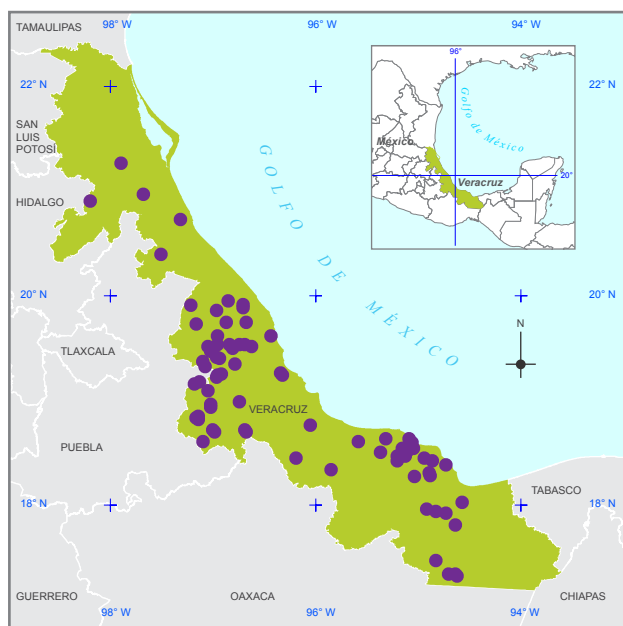 98° W
96° W
94° W
TAMAULIPAS
22° N
22° N
96°
Golfo de México
México
20°
Veracruz
SAN
LUIS
POTOSÍ
HIDALGO
GOLFO DE MÉXICO
20° N
20° N
N
TLAXCALA
VERACRUZ
PUEBLA
TABASCO
18° N
18° N
GUERRERO
OAXACA
CHIAPAS
98° W
96° W
94° W